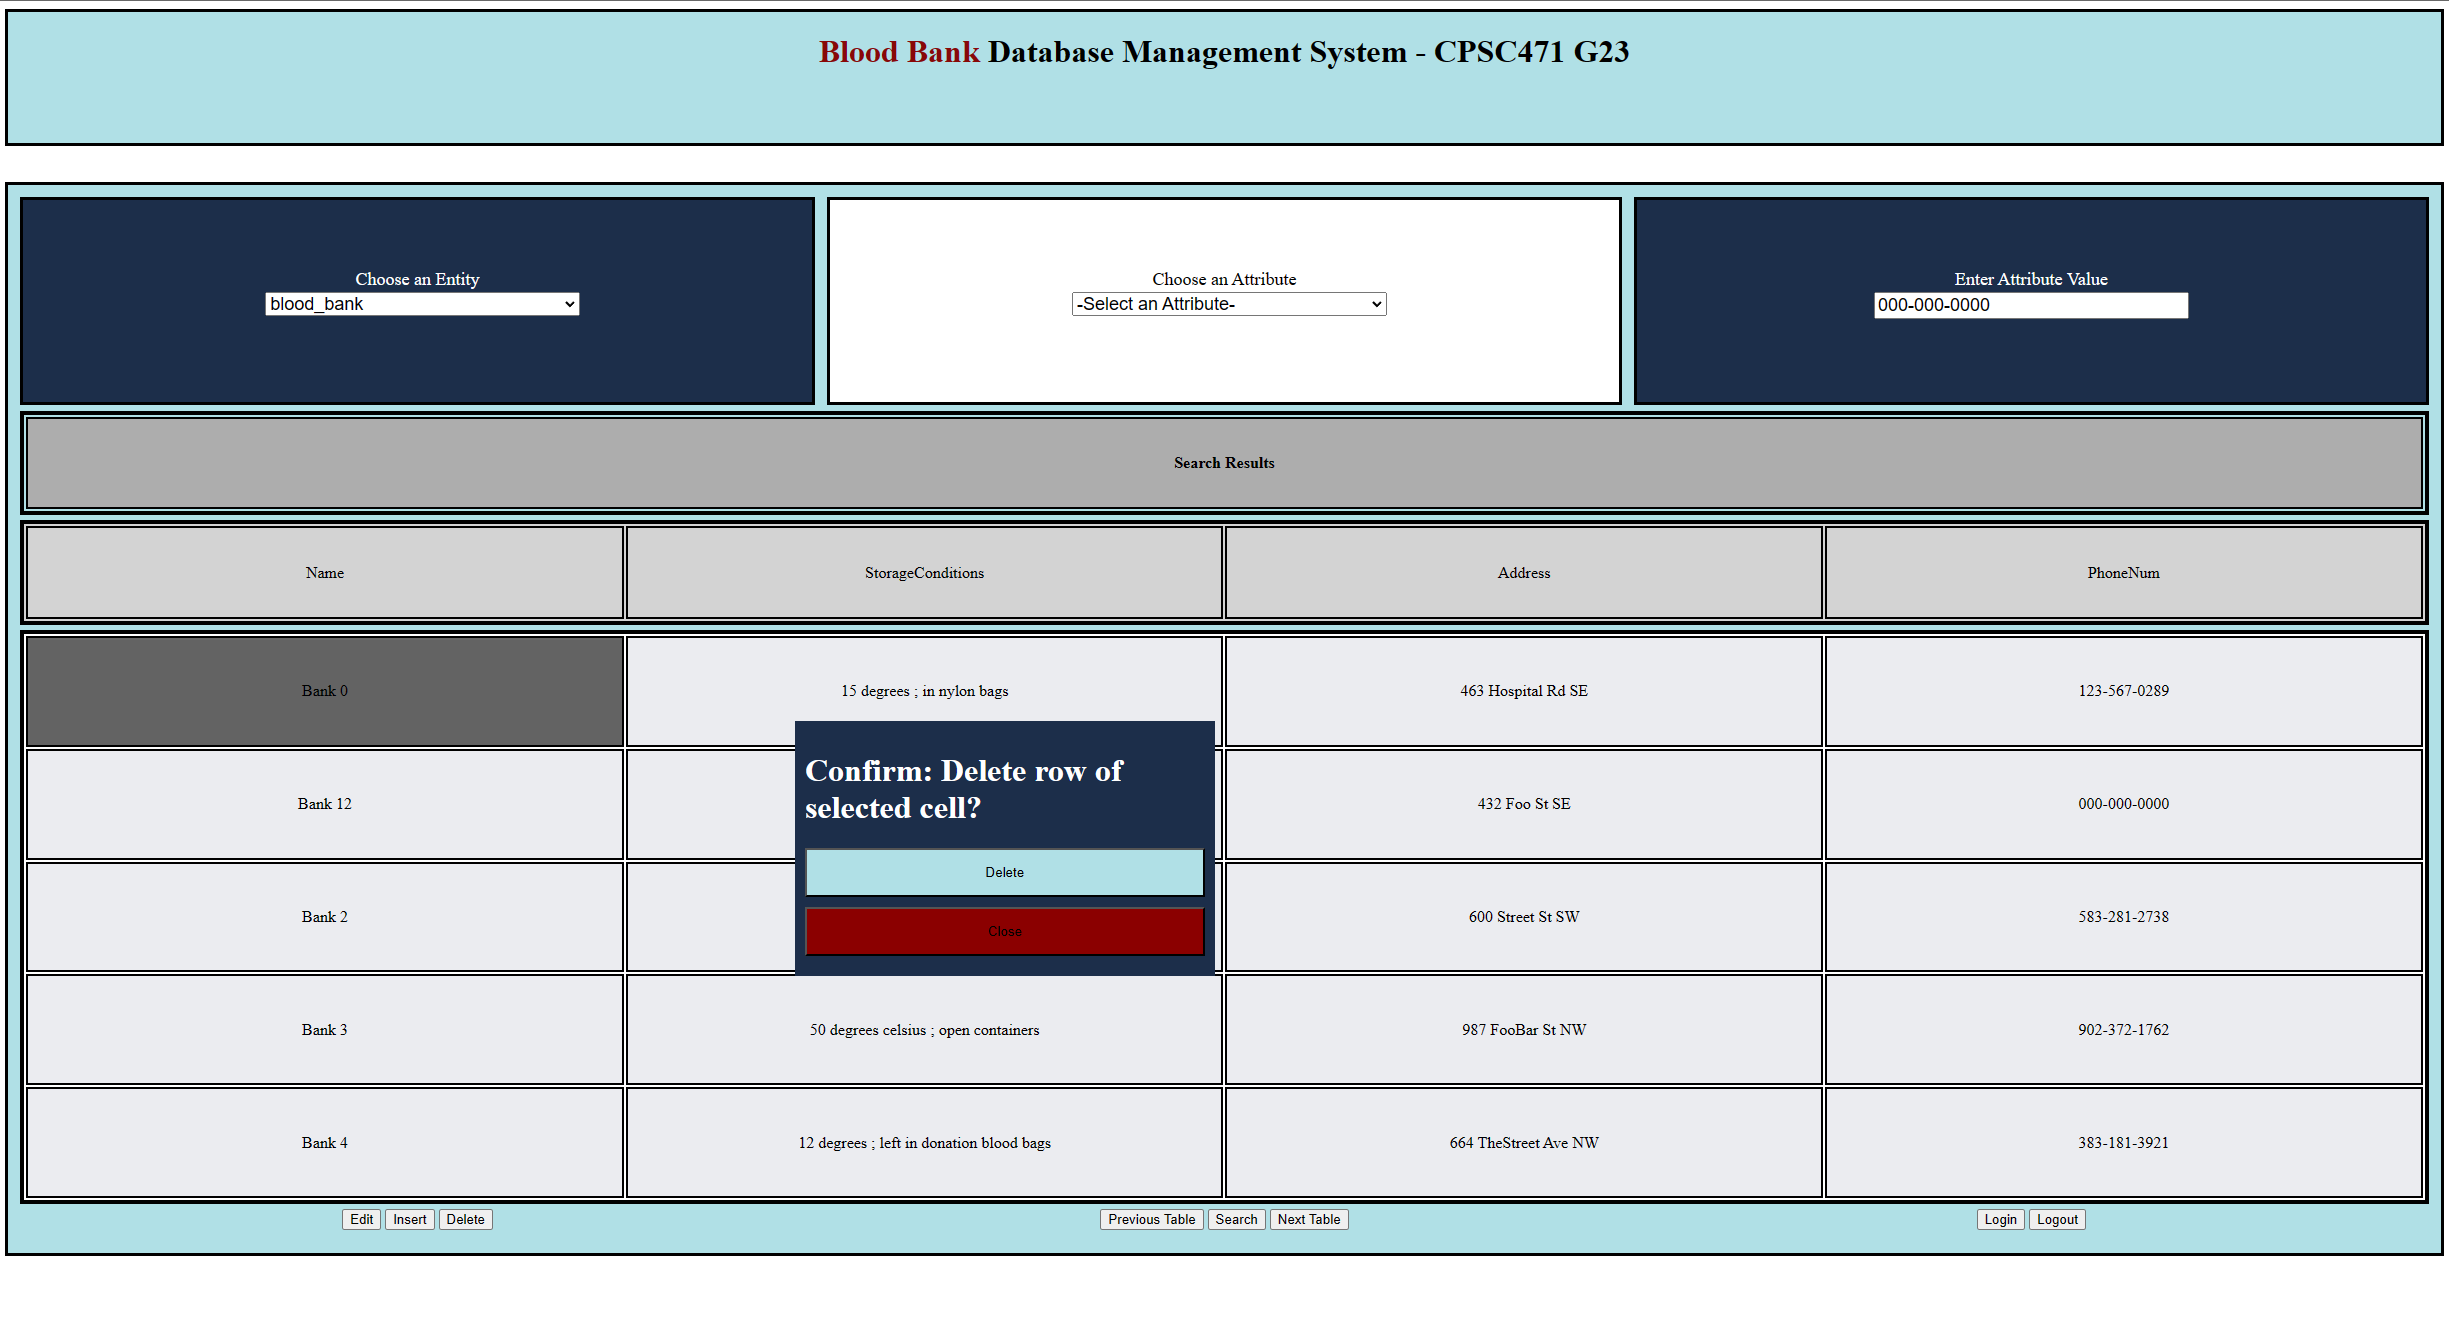 Blood Bank Database Management System - CPSC471 G23
Choose an Entity
blood_bank
Choose an Attribute
-Select an Attribute-
Enter Attribute Value
000-000-0000
Search Results
Name StorageConditions Address PhoneNum
Bank 0 15 degrees ; in nylon bags 463 Hospital Rd SE 123-567-0289
Confirm: Delete row of
selected cell?
Delete
Close
Bank 12 432 Foo St SE 000-000-0000
Bank 2 600 Street St SW 583-281-2738
Bank 3 50 degrees celsius ; open containers 987 FooBar St NW 902-372-1762
Bank 4 12 degrees ; left in donation blood bags 664 TheStreet Ave NW 383-181-3921
Edit Insert Delete Previous Table Search Next Table Login Logout